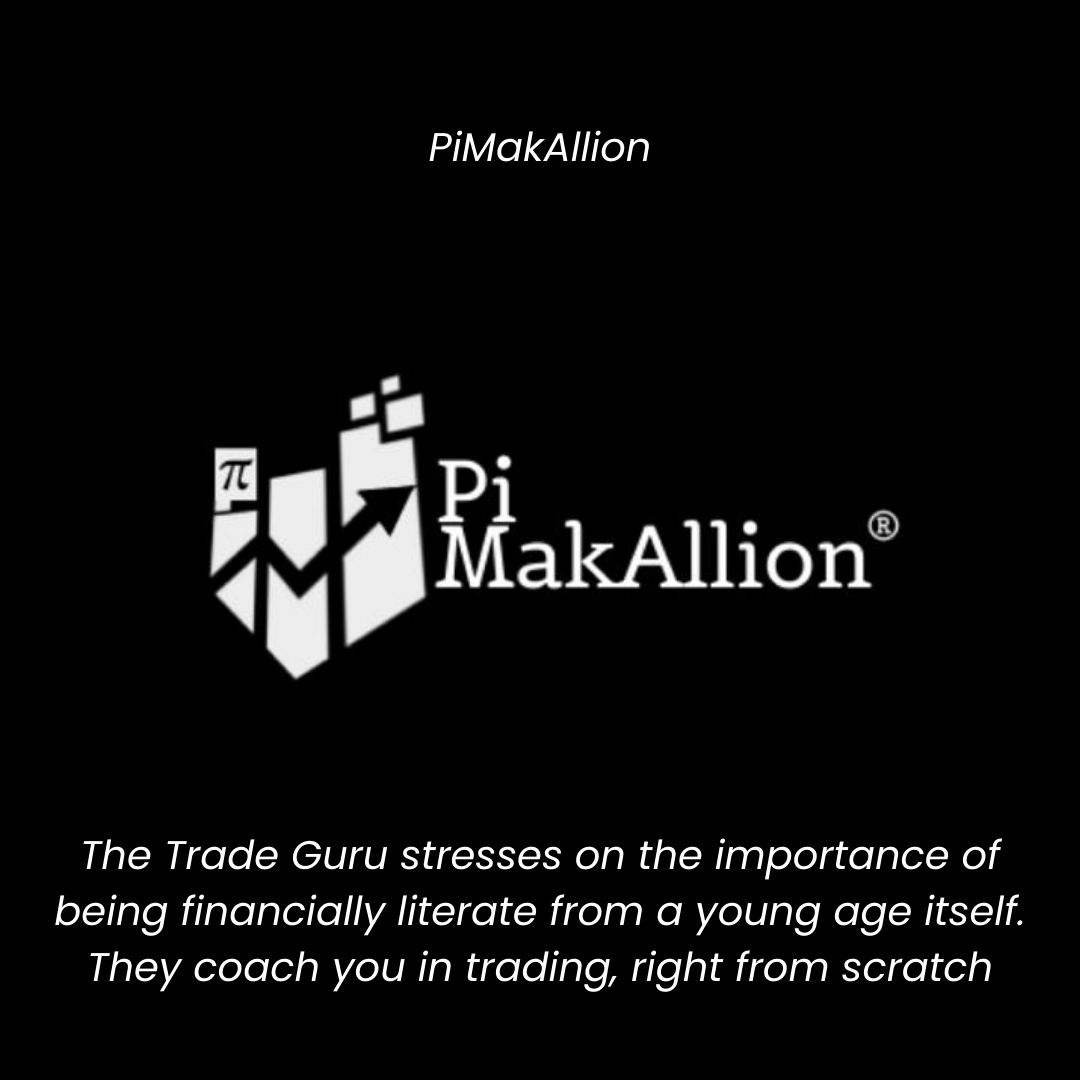 PiMakAllion
π
Pi
MakAllion®
The Trade Guru stresses on the importance of
being financially literate from a young age itself.
They coach you in trading, right from scratch